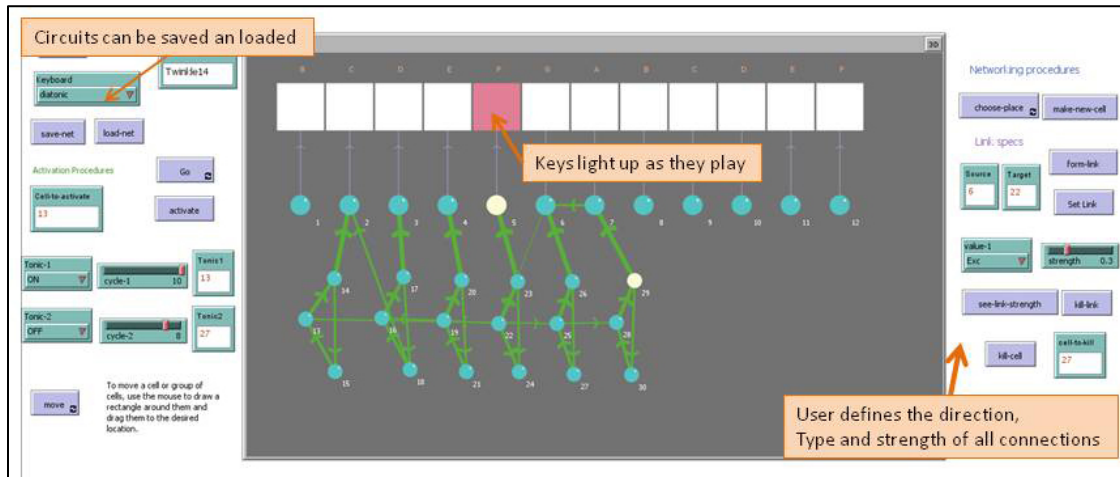 Circuits can be saved an loaded
3D
Twinkle14
Keyboard
diatonic
save-net
load-net
Activation Procedures
Go
Cell-to-activate
13
activate
Tonic-1
ON
cycle-1
10
Tonic1
13
Tonic-2
OFF
cycle-2
8
Tonic2
27
move
To move a cell or group of
cells, use the mouse to draw a
rectangle around them and
drag them to the desired
location.
B C D E F G A B C D E F
Keys light up as they play
1 2 3 4 5 6 7 8 9 10 11 12
14 17 20 23 26 29
16 19 22 25 28
15 18 21 24 27 30
Networking procedures
choose-place
make-new-cell
Link specs
form-link
Source
6
Target
22
Set Link
value-1
Exc
strength
0.3
see-link-strength
kill-link
kill-cell
cell-to-kill
27
User defines the direction,
Type and strength of all connections